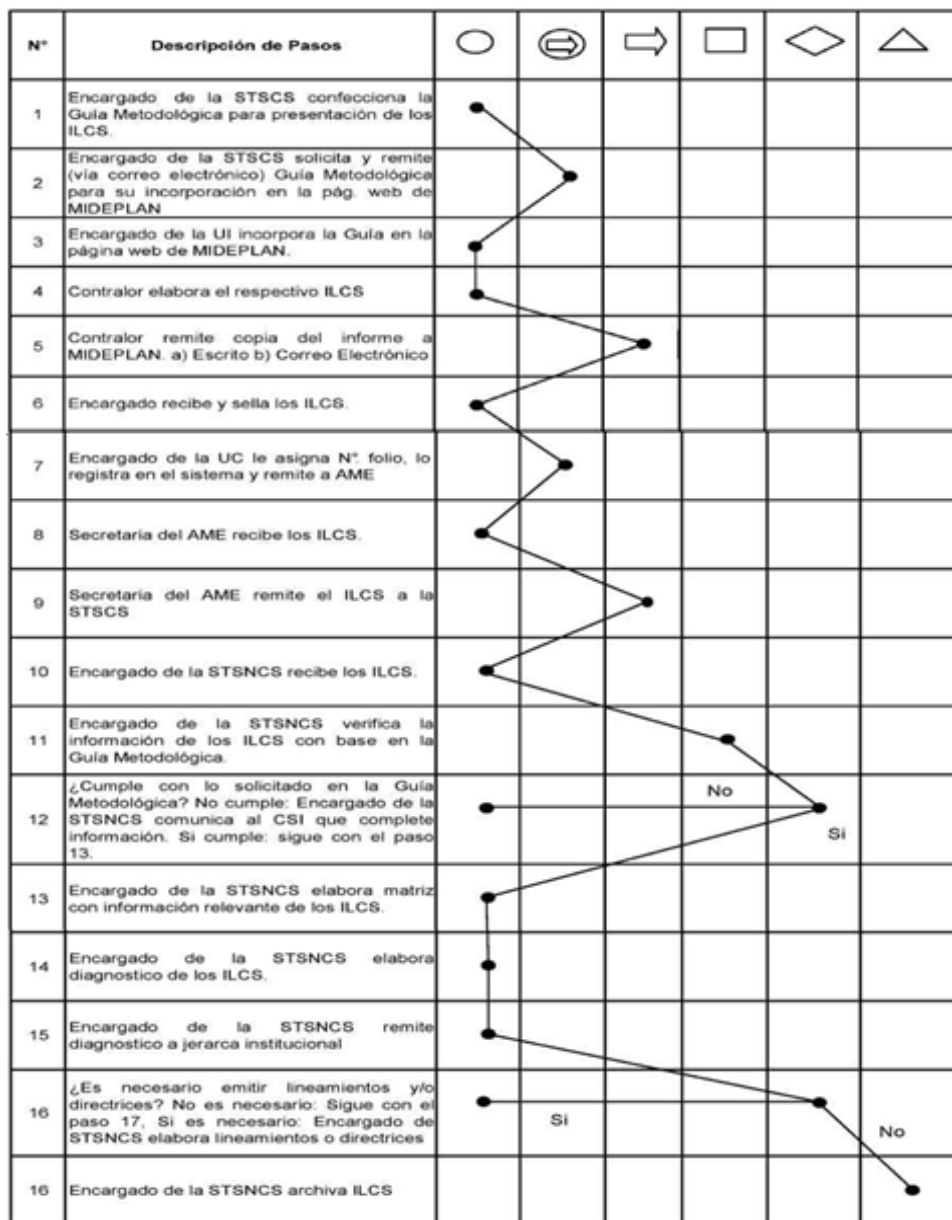 N° Descripción de Pasos
1
Encargado de la STSCS confecciona la
Guía Metodológica para presentación de los
ILCS.
2
Encargado de la STSCS solicita y remite
(vía correo electrónico) Guía Metodológica
para su incorporación en la pág. web de
MIDEPLAN
3
Encargado de la UI incorpora la Guía en la
página web de MIDEPLAN.
4
Contralor elabora el respectivo ILCS
5
Contralor remite copia del informe a
MIDEPLAN. a) Escrito b) Correo Electrónico
6
Encargado recibe y sella los ILCS.
7
Encargado de la UC le asigna N°. folio, lo
registra en el sistema y remite a AME
8
Secretaria del AME recibe los ILCS.
9
Secretaria del AME remite el ILCS a la
STSCS
10
Encargado de la STSNCS recibe los ILCS.
11
Encargado de la STSNCS verifica la
información de los ILCS con base en la
Guía Metodológica.
12
¿Cumple con lo solicitado en la Guía
Metodológica? No cumple: Encargado de la
STSNCS comunica al CSI que complete
información. Si cumple: sigue con el paso
13.
No
Si
13
Encargado de la STSNCS elabora matriz
con información relevante de los ILCS.
14
Encargado de la STSNCS elabora
diagnostico de los ILCS.
15
Encargado de la STSNCS remite
diagnostico a jerarca institucional
16
¿Es necesario emitir lineamientos y/o
directrices? No es necesario: Sigue con el
paso 17, Si es necesario: Encargado de
STSNCS elabora lineamientos o directrices
Si
No
16
Encargado de la STSNCS archiva ILCS